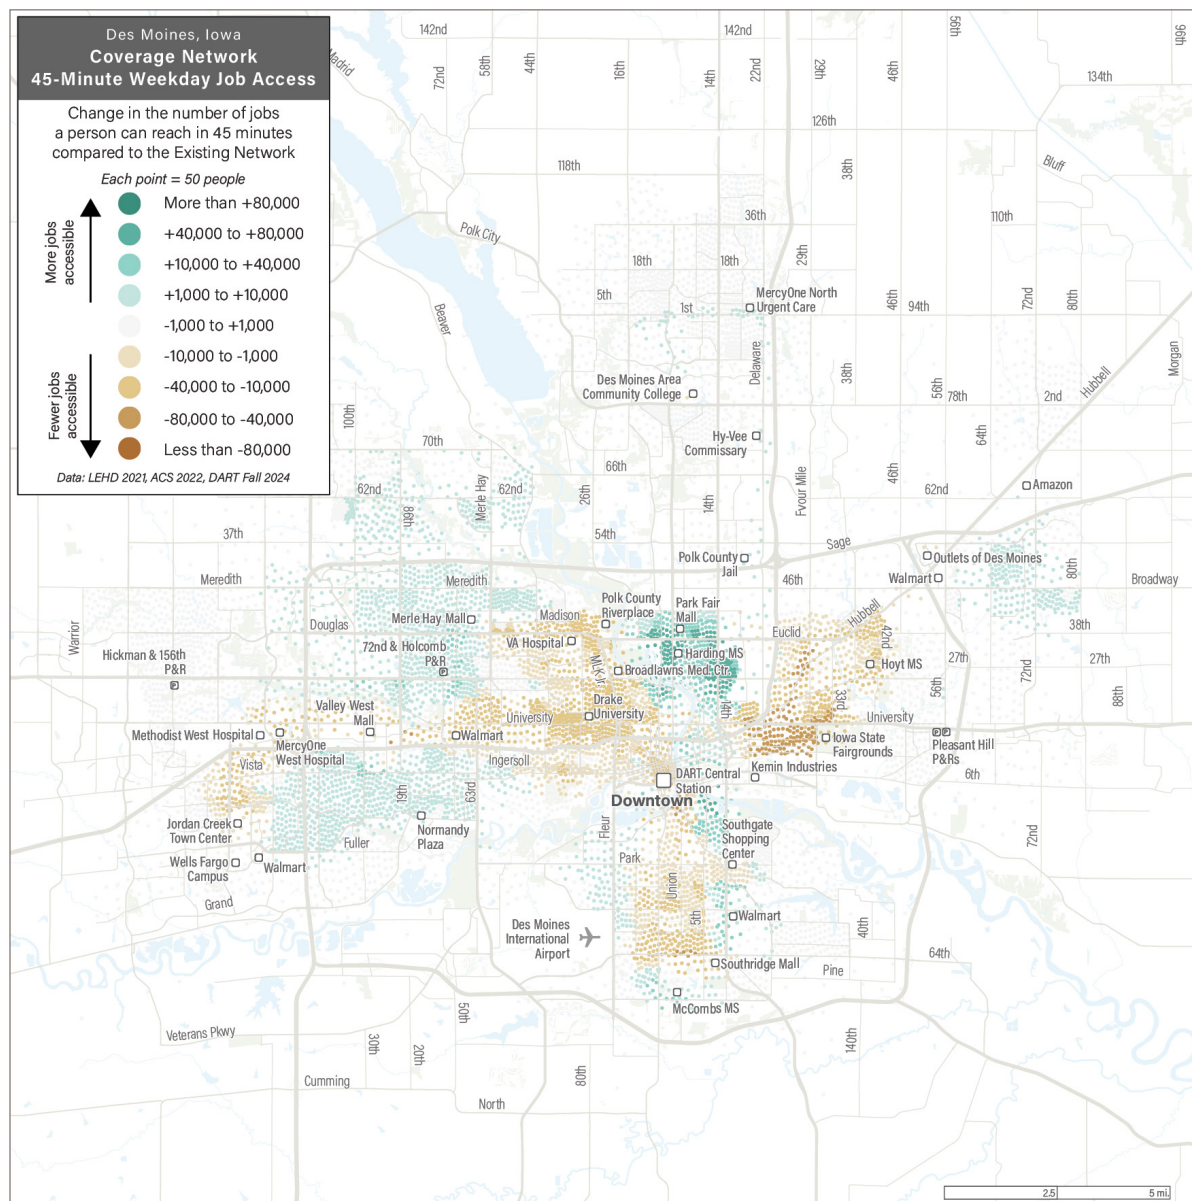 Des Moines, Iowa
Coverage Network
45-Minute Weekday Job Access
Change in the number of jobs
a person can reach in 45 minutes
compared to the Existing Network
Each point = 50 people
More jobs
accessible
More than +80,000
+40,000 to +80,000
+10,000 to +40,000
+1,000 to +10,000
-1,000 to +1,000
-10,000 to -1,000
-40,000 to -10,000
-80,000 to -40,000
Less than -80,000
Fewer jobs
accessible
Data: LEHD 2021, ACS 2022, DART Fall 2024
142nd
142nd
56th
96th
Madrid
72nd
58th
44th
16th
14th
22nd
29th
46th
134th
126th
118th
38th
Bluff
36th
110th
Polk City
18th
18th
29th
5th
1st
MercyOne North
Urgent Care
46th
94th
72nd
80th
Beaver
Delaware
38th
Morgan
Hubbell
Des Moines Area
Community College
56th
78th
2nd
100th
70th
Hy-Vee
Commissary
64th
66th
46th
62nd
86th
Merle Hay
62nd
26th
14th
Fvour Mile
62nd
Amazon
37th
54th
Sage
Polk County
Jail
Outlets of Des Moines
Meredith
Meredith
46th
Walmart
80th
Broadway
Warrior
Douglas
Merle Hay Mall
Madison
Polk County
Riverplace
Park Fair
Mall
Euclid
Hubbell
42nd
38th
Hickman & 156th
P&R
72nd & Holcomb
P&R
VA Hospital
MLK Jr
Harding MS
Broadlawns Med.Ctr.
Hoyt MS
27th
27th
56th
72nd
88th
Valley West
Mall
Drake
University
University
14th
33rd
University
Methodist West Hospital
MercyOne
West Hospital
Walmart
Iowa State
Fairgrounds
Pleasant Hill
P&Rs
Vista
Ingersoll
DART Central
Station
Kemin Industries
6th
Downtown
19th
63rd
Jordan Creek
Town Center
Normandy
Plaza
Fleur
Southgate
Shopping
Center
72nd
Fuller
Wells Fargo
Campus
Walmart
Park
Union
Grand
5th
Walmart
Des Moines
International
Airport
40th
64th
Southridge Mall
Pine
McCombs MS
50th
Veterans Pkwy
30th
20th
140th
80th
Cumming
North
2.5
5 mi.